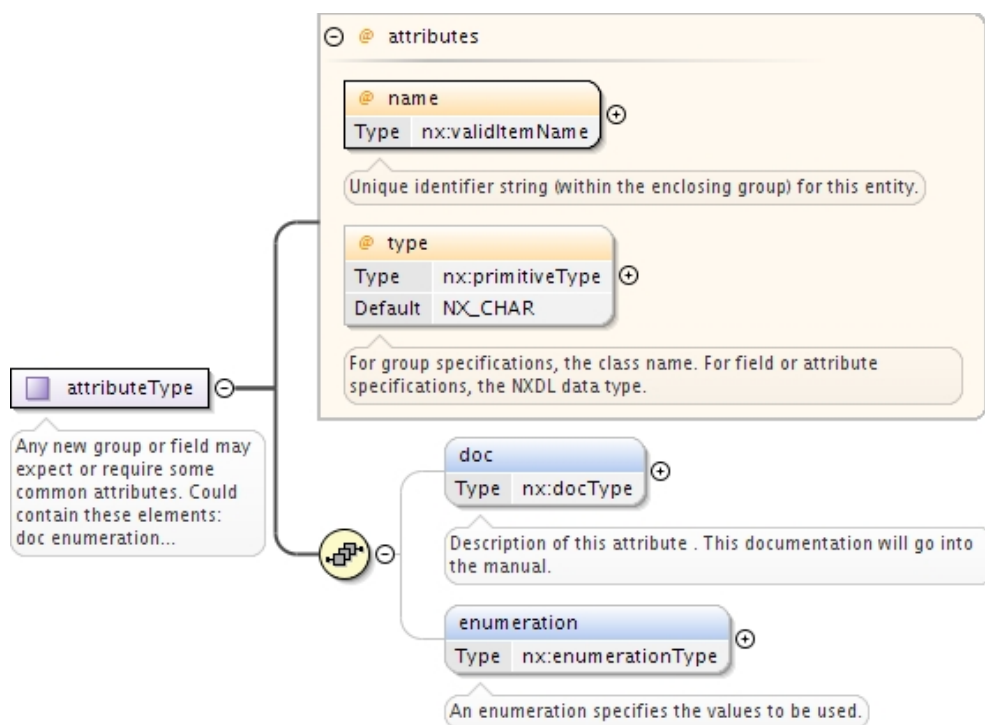 @ attributes
@ name
Type nx:validItemName
Unique identifier string (within the enclosing group) for this entity.
@ type
Type nx:primitiveType
Default NX_CHAR
For group specifications, the class name. For field or attribute
specifications, the NXDL data type.
attributeType
Any new group or field may
expect or require some
common attributes. Could
contain these elements:
doc enumeration...
doc
Type nx:docType
Description of this attribute . This documentation will go into
the manual.
enumeration
Type nx:enumerationType
An enumeration specifies the values to be used.